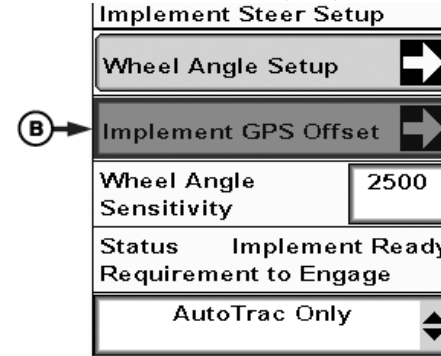 Implement Steer Setup
Wheel Angle Setup
B
Implement GPS Offset
Wheel Angle
Sensitivity
2500
Status Implement Ready
Requirement to Engage
AutoTrac Only